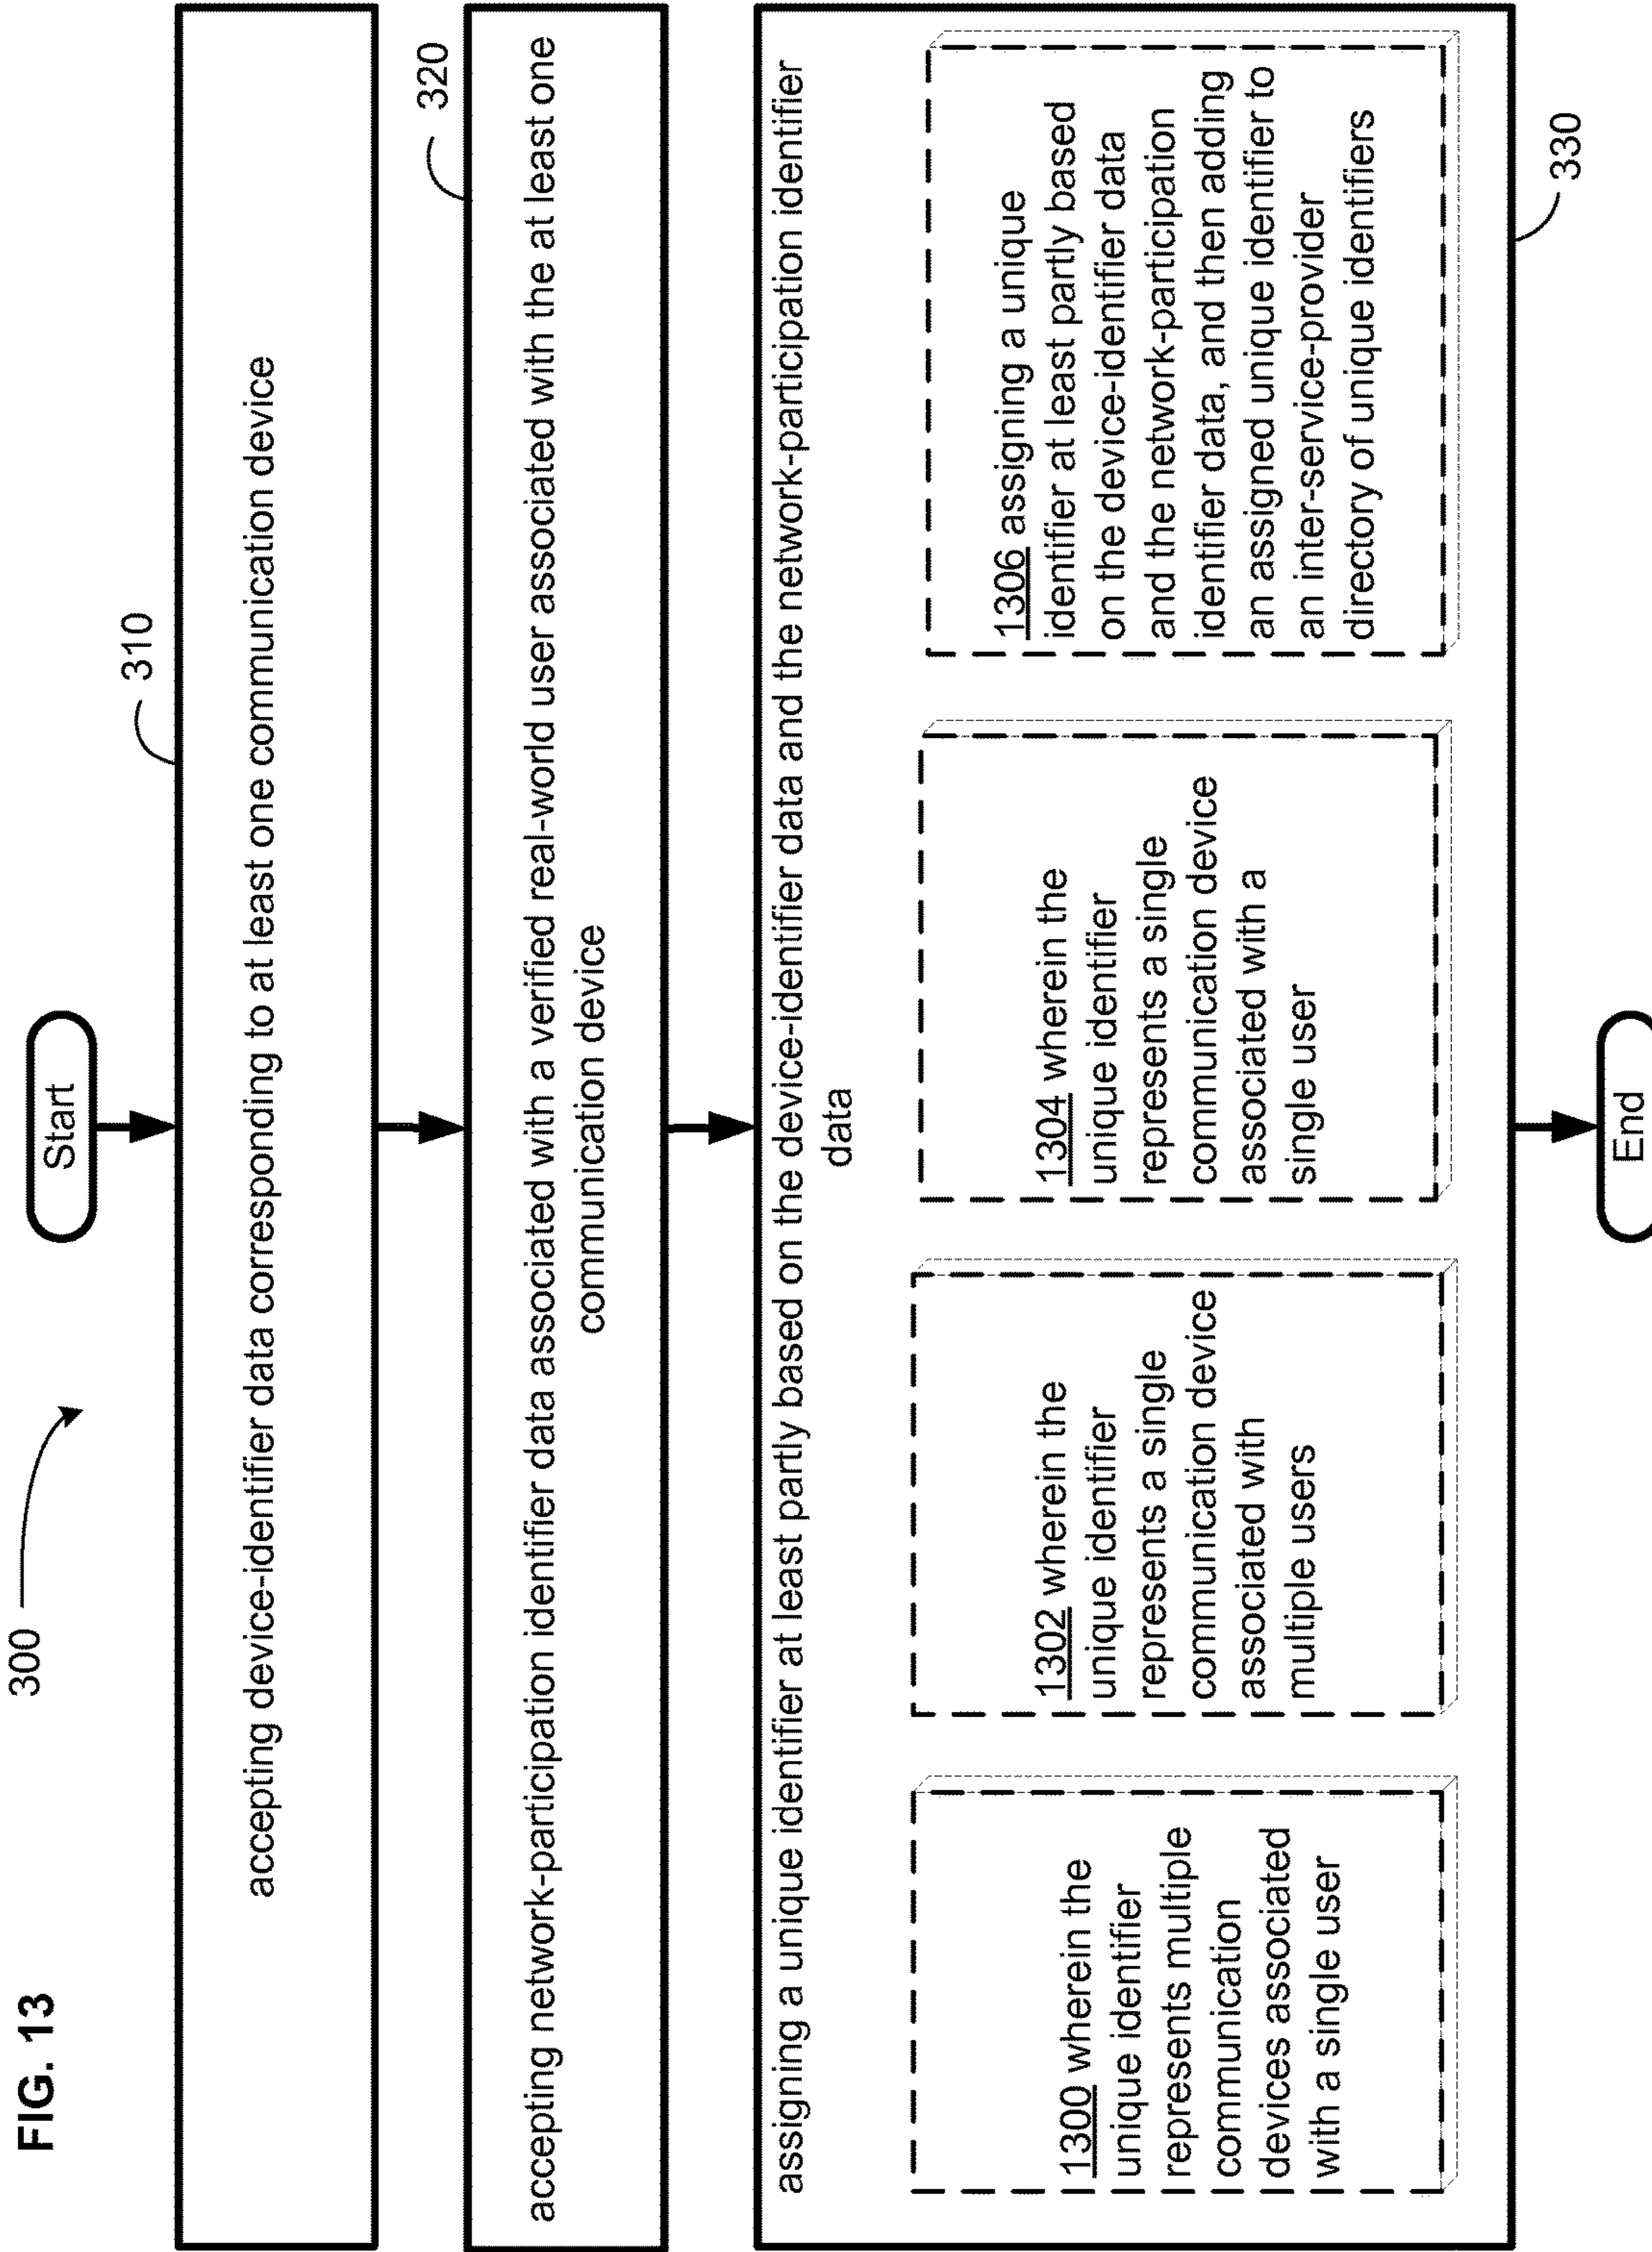 FIG. 13
300
Start
310
accepting device-identifier data corresponding to at least one communication device
320
accepting network-participation identifier data associated with a verified real-world user associated with the at least one
communication device
assigning a unique identifier at least partly based on the device-identifier data and the network-participation identifier
data
1300 wherein the
unique identifier
represents multiple
communication
devices associated
with a single user
1302 wherein the
unique identifier
represents a single
communication device
associated with
multiple users
1304 wherein the
unique identifier
represents a single
communication device
associated with a
single user
1306 assigning a unique
identifier at least partly based
on the device-identifier data
and the network-participation
identifier data, and then adding
an assigned unique identifier to
an inter-service-provider
directory of unique identifiers
330
End